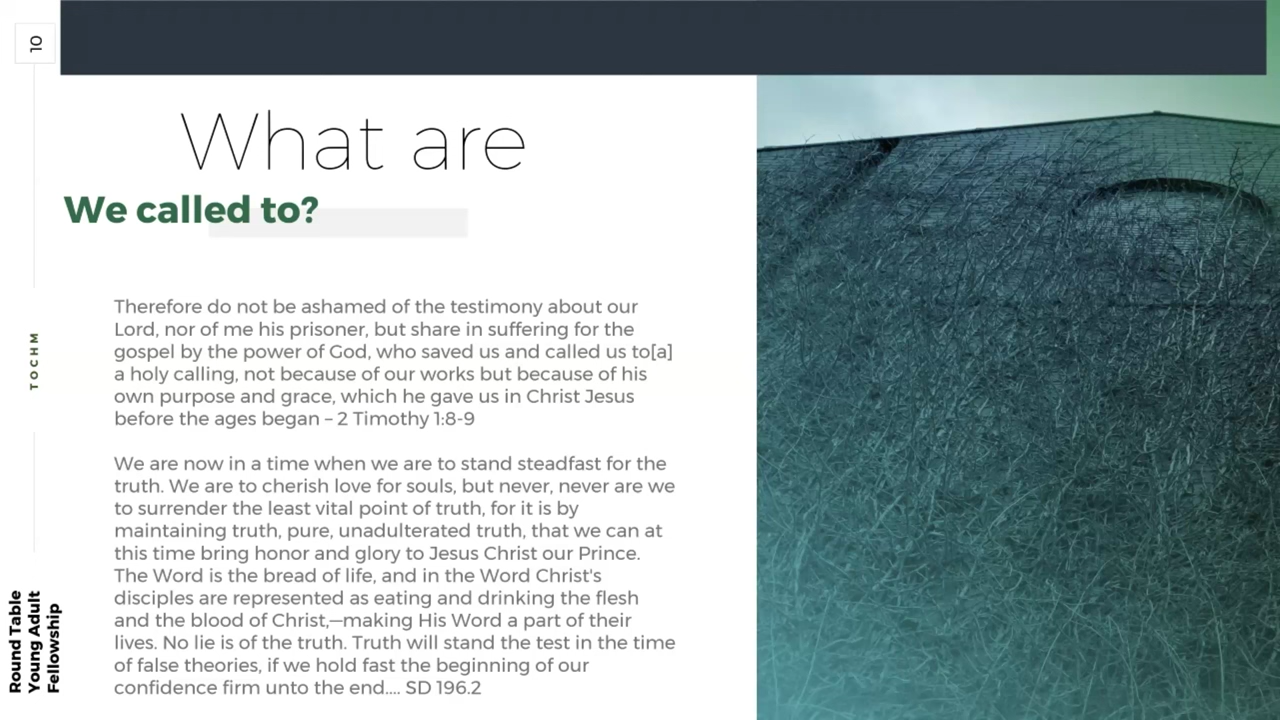 10
What are
We called to?
Therefore do not be ashamed of the testimony about our
Lord, nor of me his prisoner, but share in suffering for the
gospel by the power of God, who saved us and called us to[a]
a holy calling, not because of our works but because of his
own purpose and grace, which he gave us in Christ Jesus
before the ages began – 2 Timothy 1:8-9
We are now in a time when we are to stand steadfast for the
truth. We are to cherish love for souls, but never, never are we
to surrender the least vital point of truth, for it is by
maintaining truth, pure, unadulterated truth, that we can at
this time bring honor and glory to Jesus Christ our Prince.
The Word is the bread of life, and in the Word Christ's
disciples are represented as eating and drinking the flesh
and the blood of Christ,—making His Word a part of their
lives. No lie is of the truth. Truth will stand the test in the time
of false theories, if we hold fast the beginning of our
confidence firm unto the end.... SD 196.2
TOCHM
Round Table
Young Adult
Fellowship